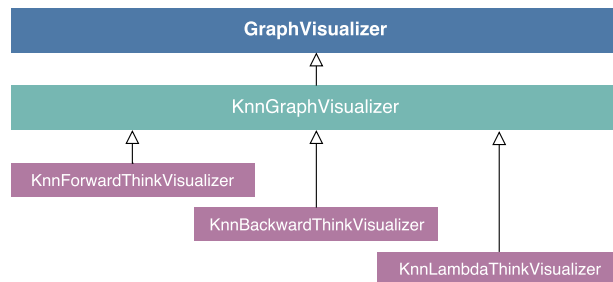 GraphVisualizer
KnnGraphVisualizer
KnnForwardThinkVisualizer
KnnBackwardThinkVisualizer
KnnLambdaThinkVisualizer